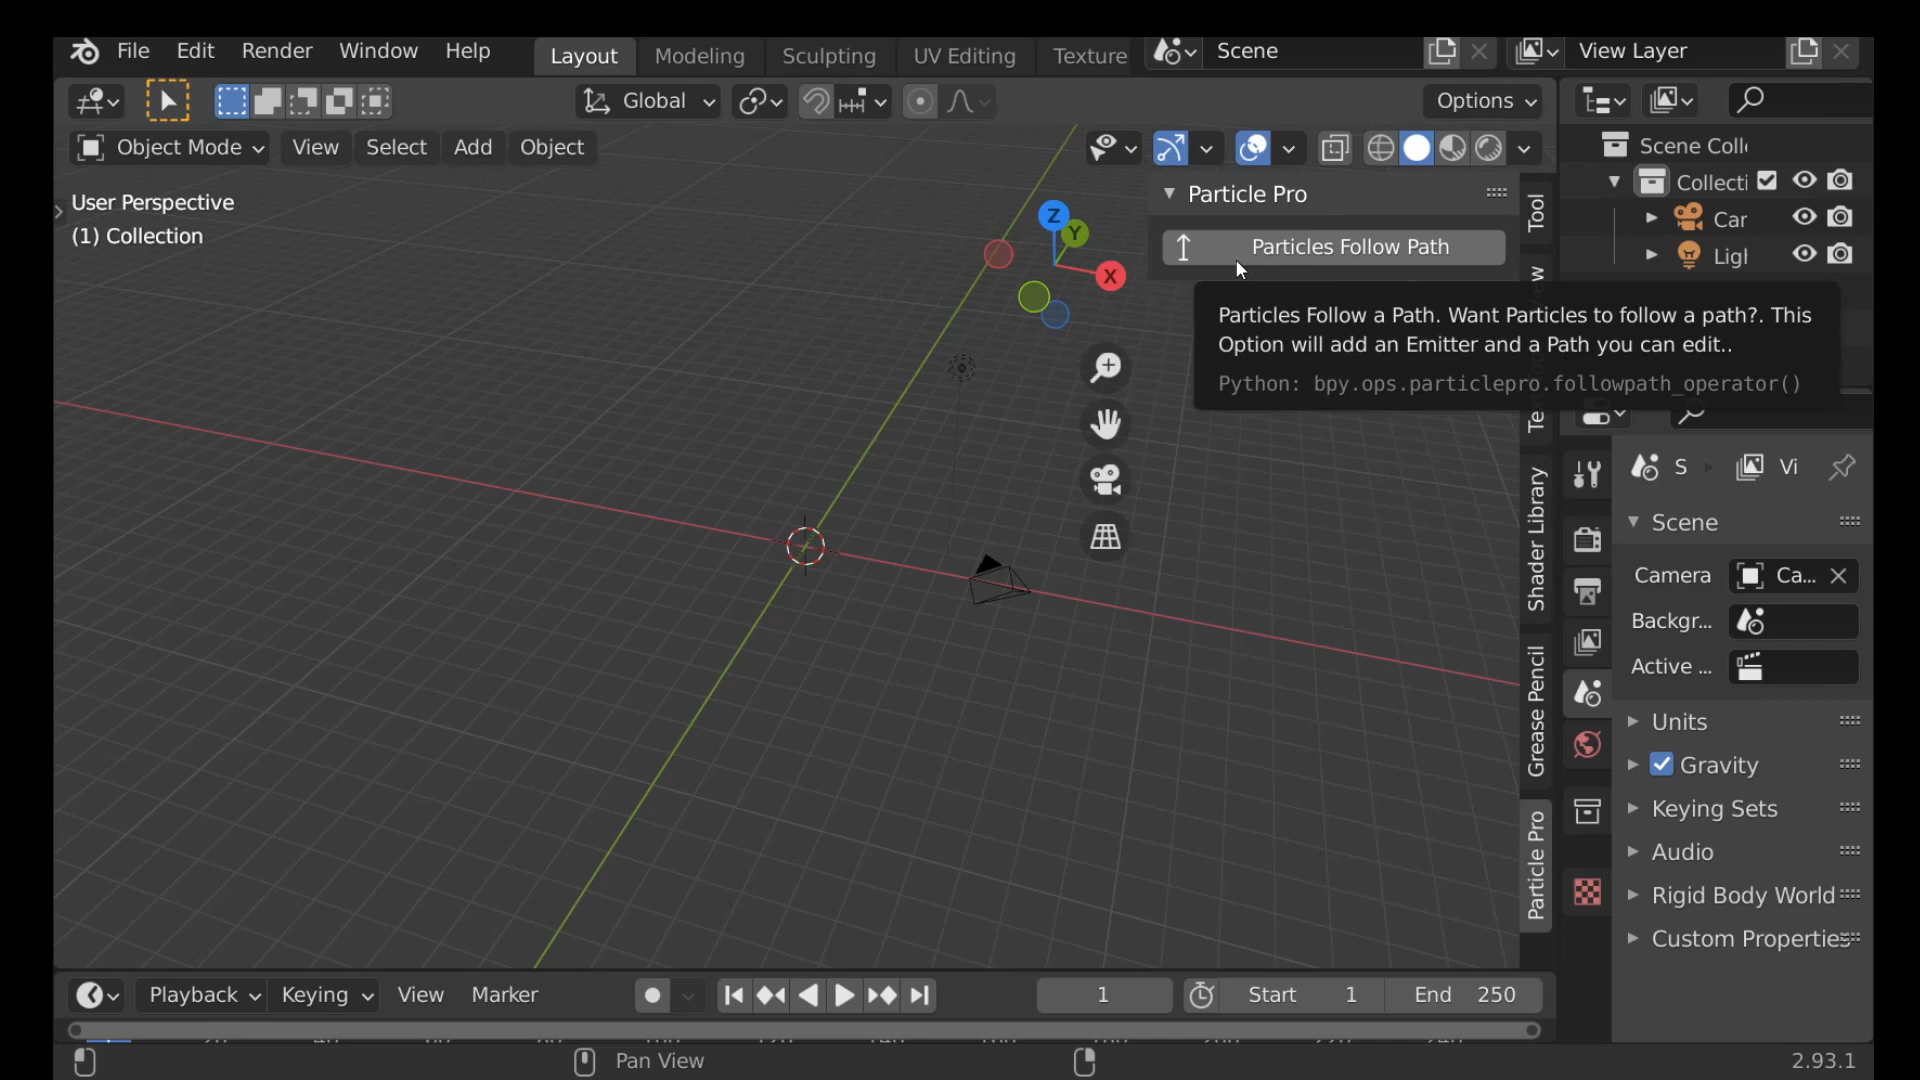 File Edit Render Window Help Layout Modeling Sculpting UV Editing Texture Scene View Layer
Global Options
Object Mode View Select Add Object
Scene Coll
Collecti
Car
Ligl
User Perspective
(1) Collection
Z
Y
X
Particle Pro
Particles Follow Path
Particles Follow a Path. Want Particles to follow a path?. This
Option will add an Emitter and a Path you can edit..
Python: bpy.ops.particlepro.followpath_operator()
Tool
Shader Library
Grease Pencil
Particle Pro
S Vi
Scene
Camera Ca...
Backgr...
Active ...
Units
Gravity
Keying Sets
Audio
Rigid Body World
Custom Properties
Playback Keying View Marker 1 Start 1 End 250
Pan View 2.93.1